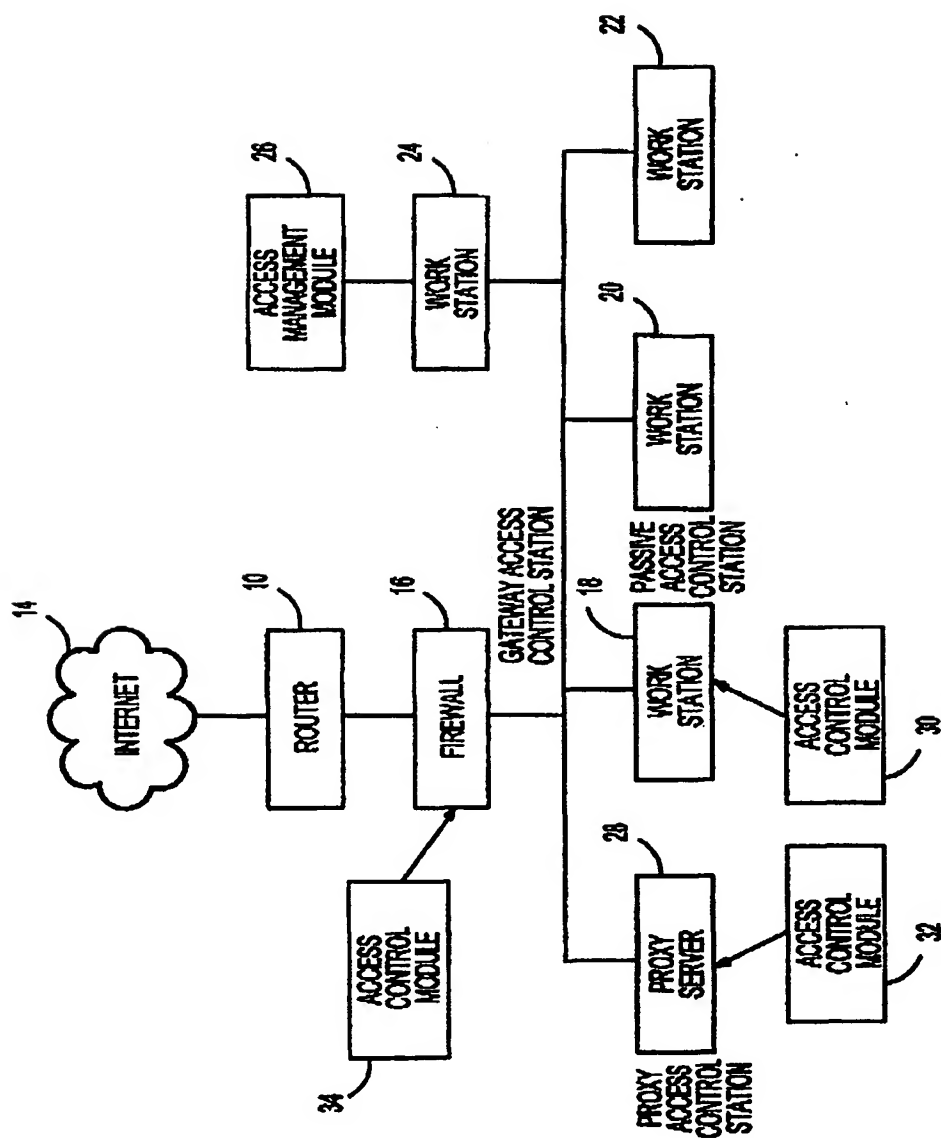 14
INTERNET
10
ROUTER
16
FIREWALL
34
ACCESS
CONTROL
MODULE
GATEWAY ACCESS
CONTROL STATION
26
ACCESS
MANAGEMENT
MODULE
24
WORK
STATION
28
PROXY
SERVER
PROXY
ACCESS
CONTROL
STATION
32
ACCESS
CONTROL
MODULE
18
WORK
STATION
PASSIVE
ACCESS
CONTROL
STATION
30
ACCESS
CONTROL
MODULE
20
WORK
STATION
22
WORK
STATION